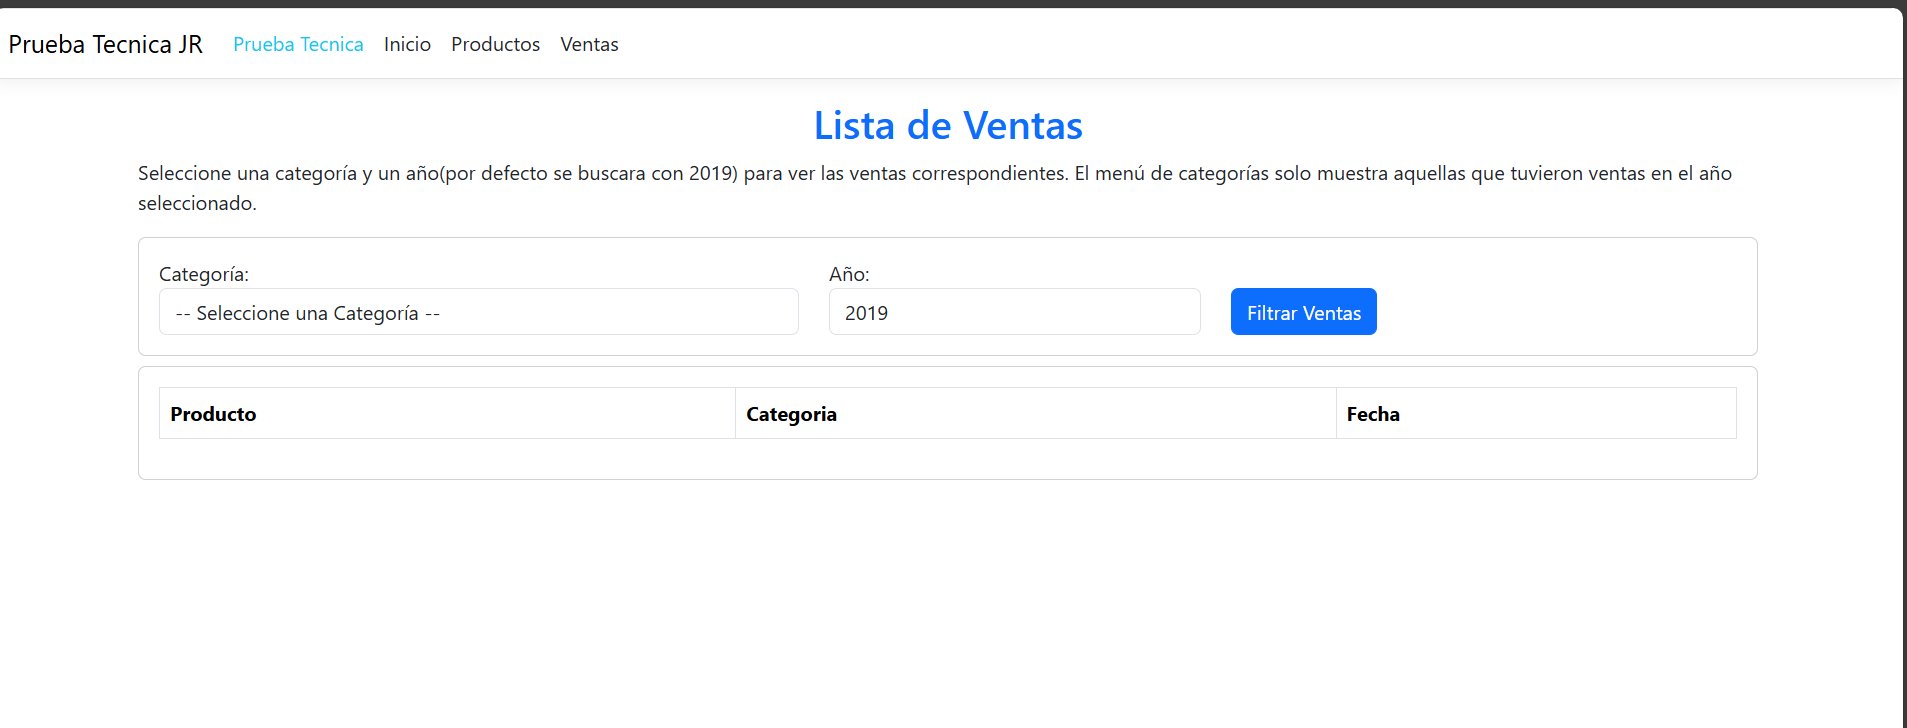 Prueba Tecnica JR Prueba Tecnica Inicio Productos Ventas
Lista de Ventas
Seleccione una categoría y un año(por defecto se buscara con 2019) para ver las ventas correspondientes. El menú de categorías solo muestra aquellas que tuvieron ventas en el año
seleccionado.
Categoría: Año:
-- Seleccione una Categoría -- 2019 Filtrar Ventas
Producto Categoria Fecha